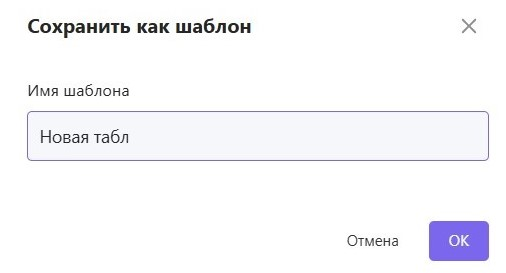 Сохранить как шаблон
Имя шаблона
Новая табл
Отмена
OK